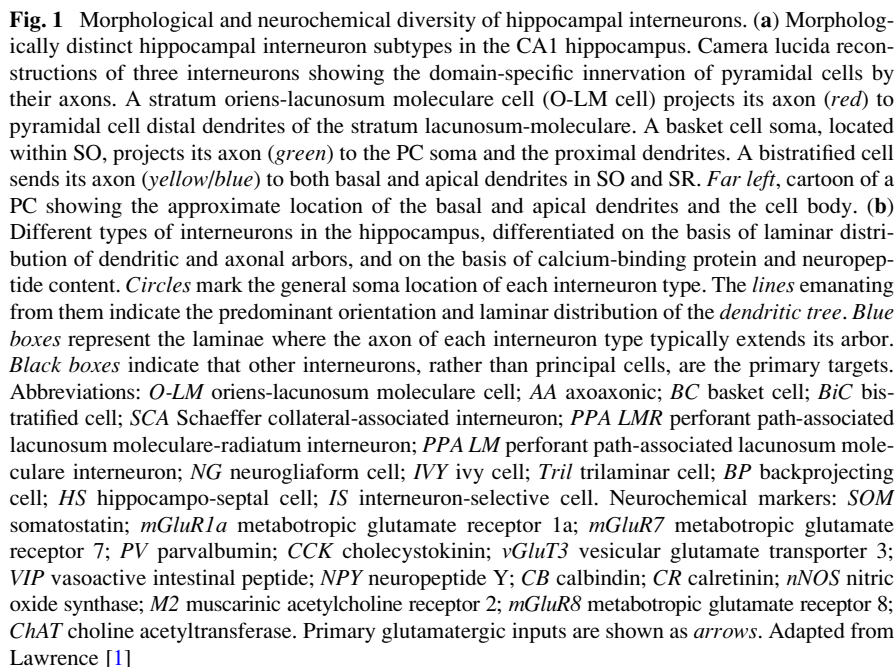 Fig. 1 Morphological and neurochemical diversity of hippocampal interneurons. (a) Morpholog-
ically distinct hippocampal interneuron subtypes in the CA1 hippocampus. Camera lucida recon-
structions of three interneurons showing the domain-specific innervation of pyramidal cells by
their axons. A stratum oriens-lacunosum moleculare cell (O-LM cell) projects its axon (red) to
pyramidal cell distal dendrites of the stratum lacunosum-moleculare. A basket cell soma, located
within SO, projects its axon (green) to the PC soma and the proximal dendrites. A bistratified cell
sends its axon (yellow/blue) to both basal and apical dendrites in SO and SR. Far left, cartoon of a
PC showing the approximate location of the basal and apical dendrites and the cell body. (b)
Different types of interneurons in the hippocampus, differentiated on the basis of laminar distri-
bution of dendritic and axonal arbors, and on the basis of calcium-binding protein and neuropep-
tide content. Circles mark the general soma location of each interneuron type. The lines emanating
from them indicate the predominant orientation and laminar distribution of the dendritic tree. Blue
boxes represent the laminae where the axon of each interneuron type typically extends its arbor.
Black boxes indicate that other interneurons, rather than principal cells, are the primary targets.
Abbreviations: O-LM oriens-lacunosum moleculare cell; AA axoaxonic; BC basket cell; BiC bis-
tratified cell; SCA Schaeffer collateral-associated interneuron; PPA LMR perforant path-associated
lacunosum moleculare-radiatum interneuron; PPA LM perforant path-associated lacunosum mole-
culare interneuron; NG neurogliaform cell; IVY ivy cell; Tril trilaminar cell; BP backprojecting
cell; HS hippocampo-septal cell; IS interneuron-selective cell. Neurochemical markers: SOM
somatostatin; mGluR1a metabotropic glutamate receptor 1a; mGluR7 metabotropic glutamate
receptor 7; PV parvalbumin; CCK cholecystokinin; vGluT3 vesicular glutamate transporter 3;
VIP vasoactive intestinal peptide; NPY neuropeptide Y; CB calbindin; CR calretinin; nNOS nitric
oxide synthase; M2 muscarinic acetylcholine receptor 2; mGluR8 metabotropic glutamate receptor 8;
ChAT choline acetyltransferase. Primary glutamatergic inputs are shown as arrows. Adapted from
Lawrence [1]